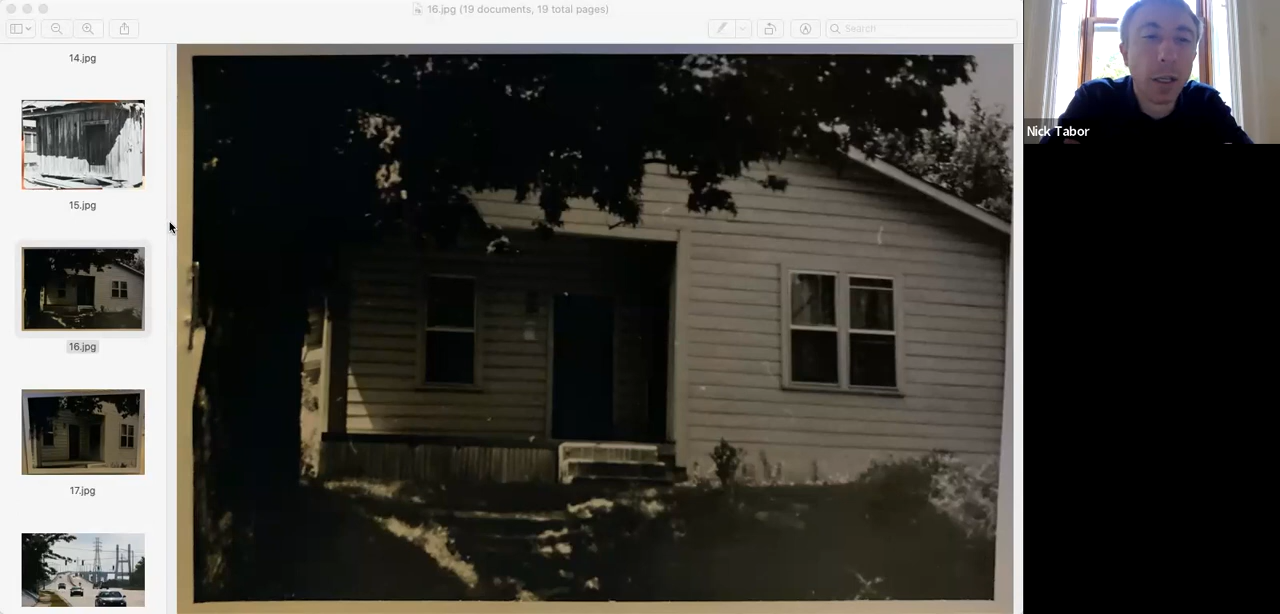 16.jpg (19 documents, 19 total pages)
Search
14.jpg
15.jpg
16.jpg
17.jpg
Nick Tabor